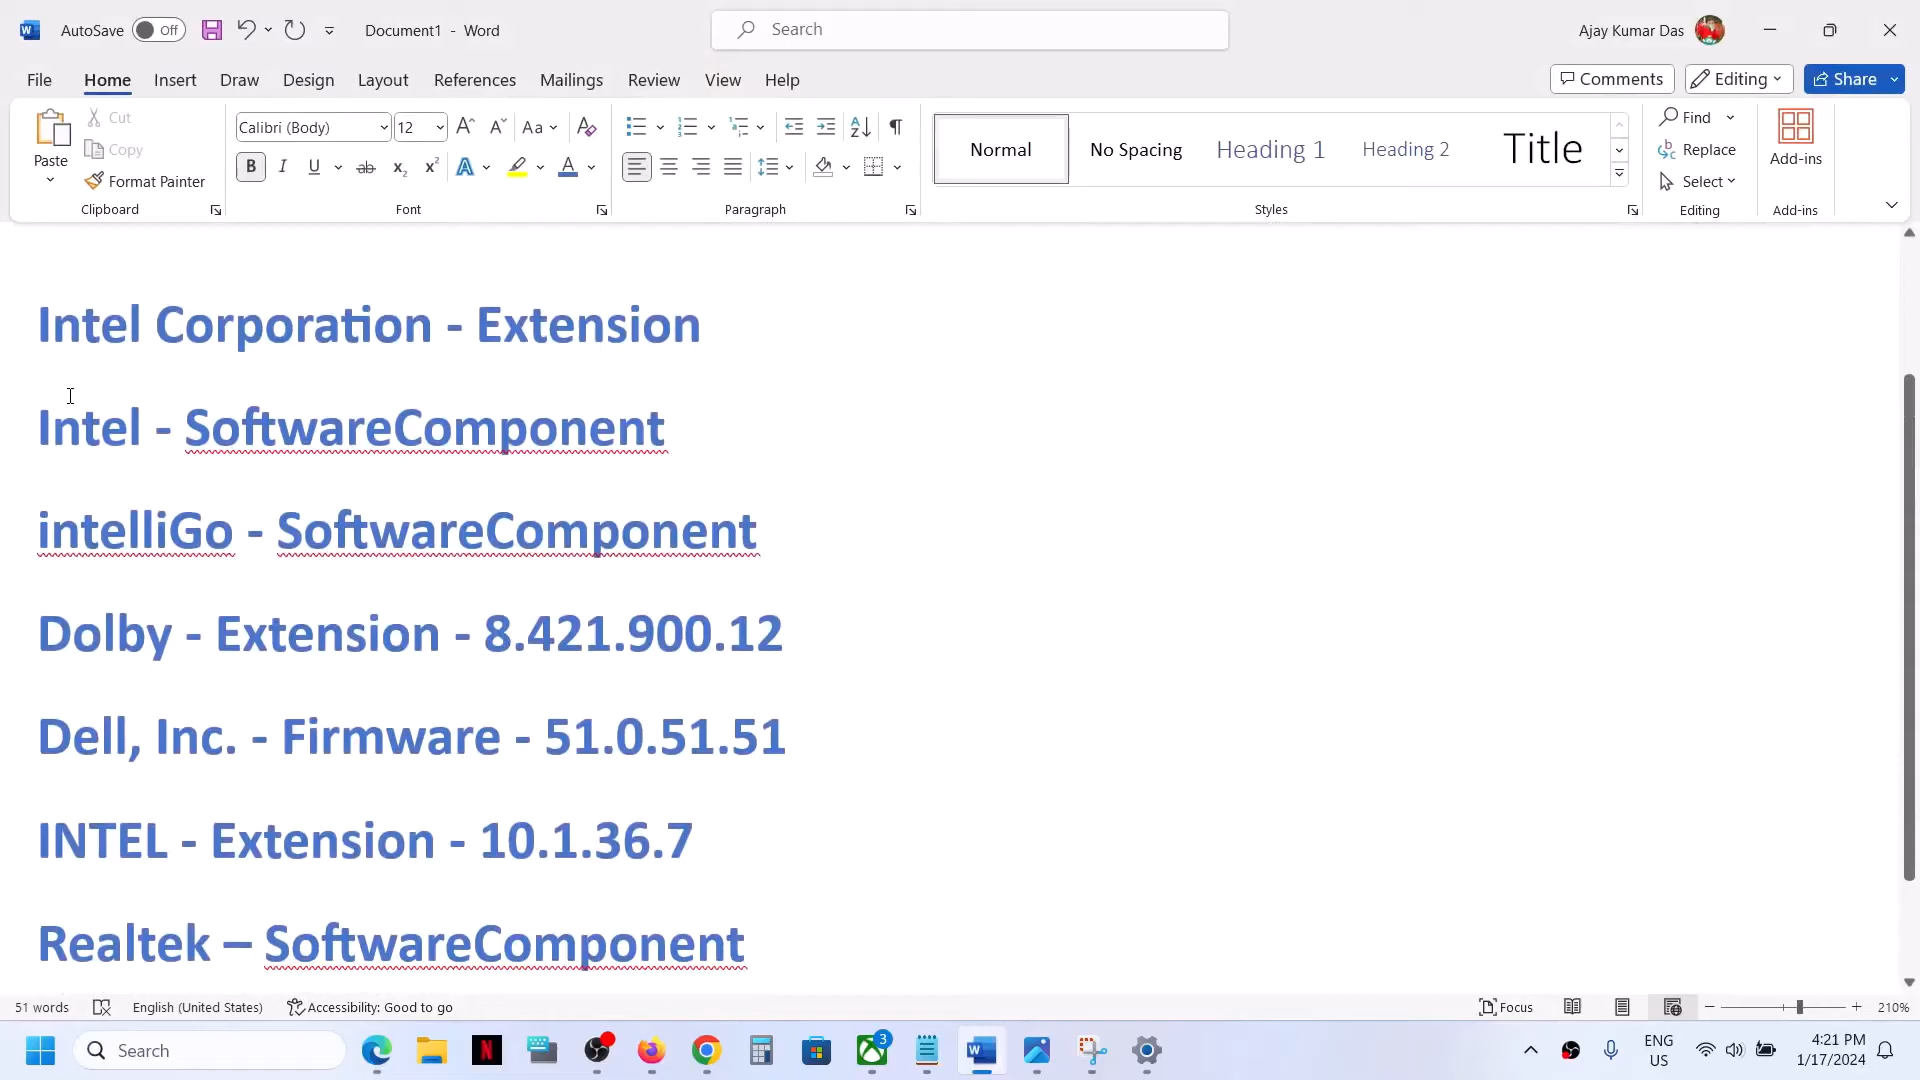 AutoSave Off Document1 - Word Search Ajay Kumar Das
File Home Insert Draw Design Layout References Mailings Review View Help Comments Editing Share
Paste Cut Copy Format Painter Clipboard
Calibri (Body) 12 Font
Paragraph
Normal No Spacing Heading 1 Heading 2 Title Styles
Find Replace Select Editing
Add-ins Add-ins
Intel Corporation - Extension
Intel - SoftwareComponent
intelliGo - SoftwareComponent
Dolby - Extension - 8.421.900.12
Dell, Inc. - Firmware - 51.0.51.51
INTEL - Extension - 10.1.36.7
Realtek – SoftwareComponent
51 words English (United States) Accessibility: Good to go Focus 210%
Search 3 ENG US 4:21 PM 1/17/2024